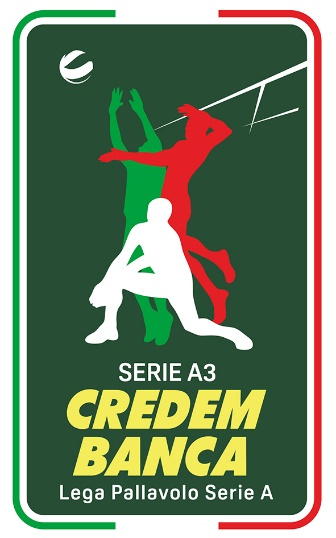 SERIE A3
CREDEM
BANCA
Lega Pallavolo Serie A